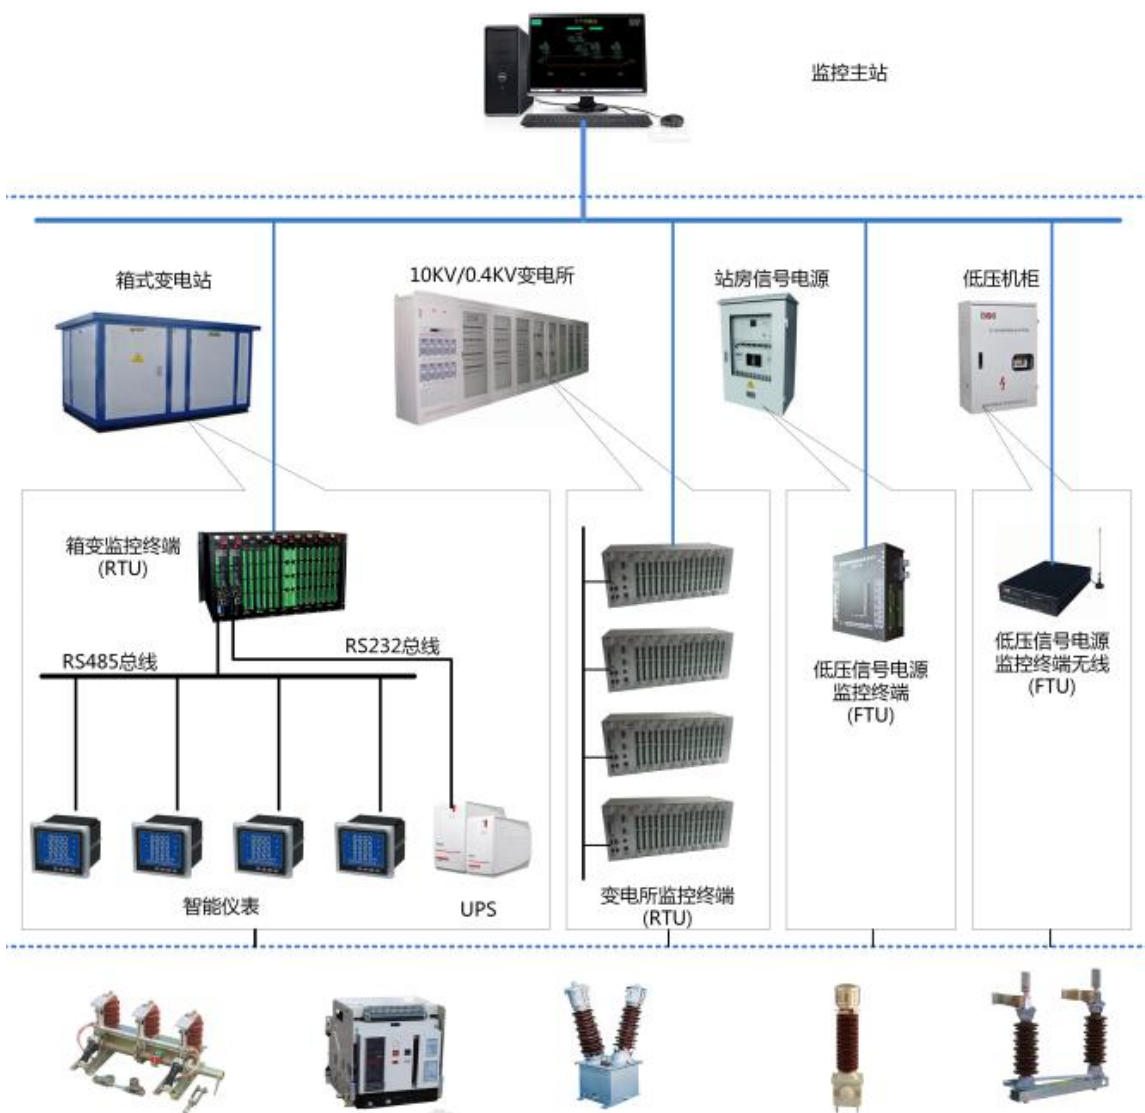 监控主站
箱式变电站
10KV/0.4KV变电所
站房信号电源
低压机柜
箱变监控终端
(RTU)
RS485总线
RS232总线
智能仪表
UPS
变电所监控终端
(RTU)
低压信号电源
监控终端
(FTU)
低压信号电源
监控终端无线
(FTU)